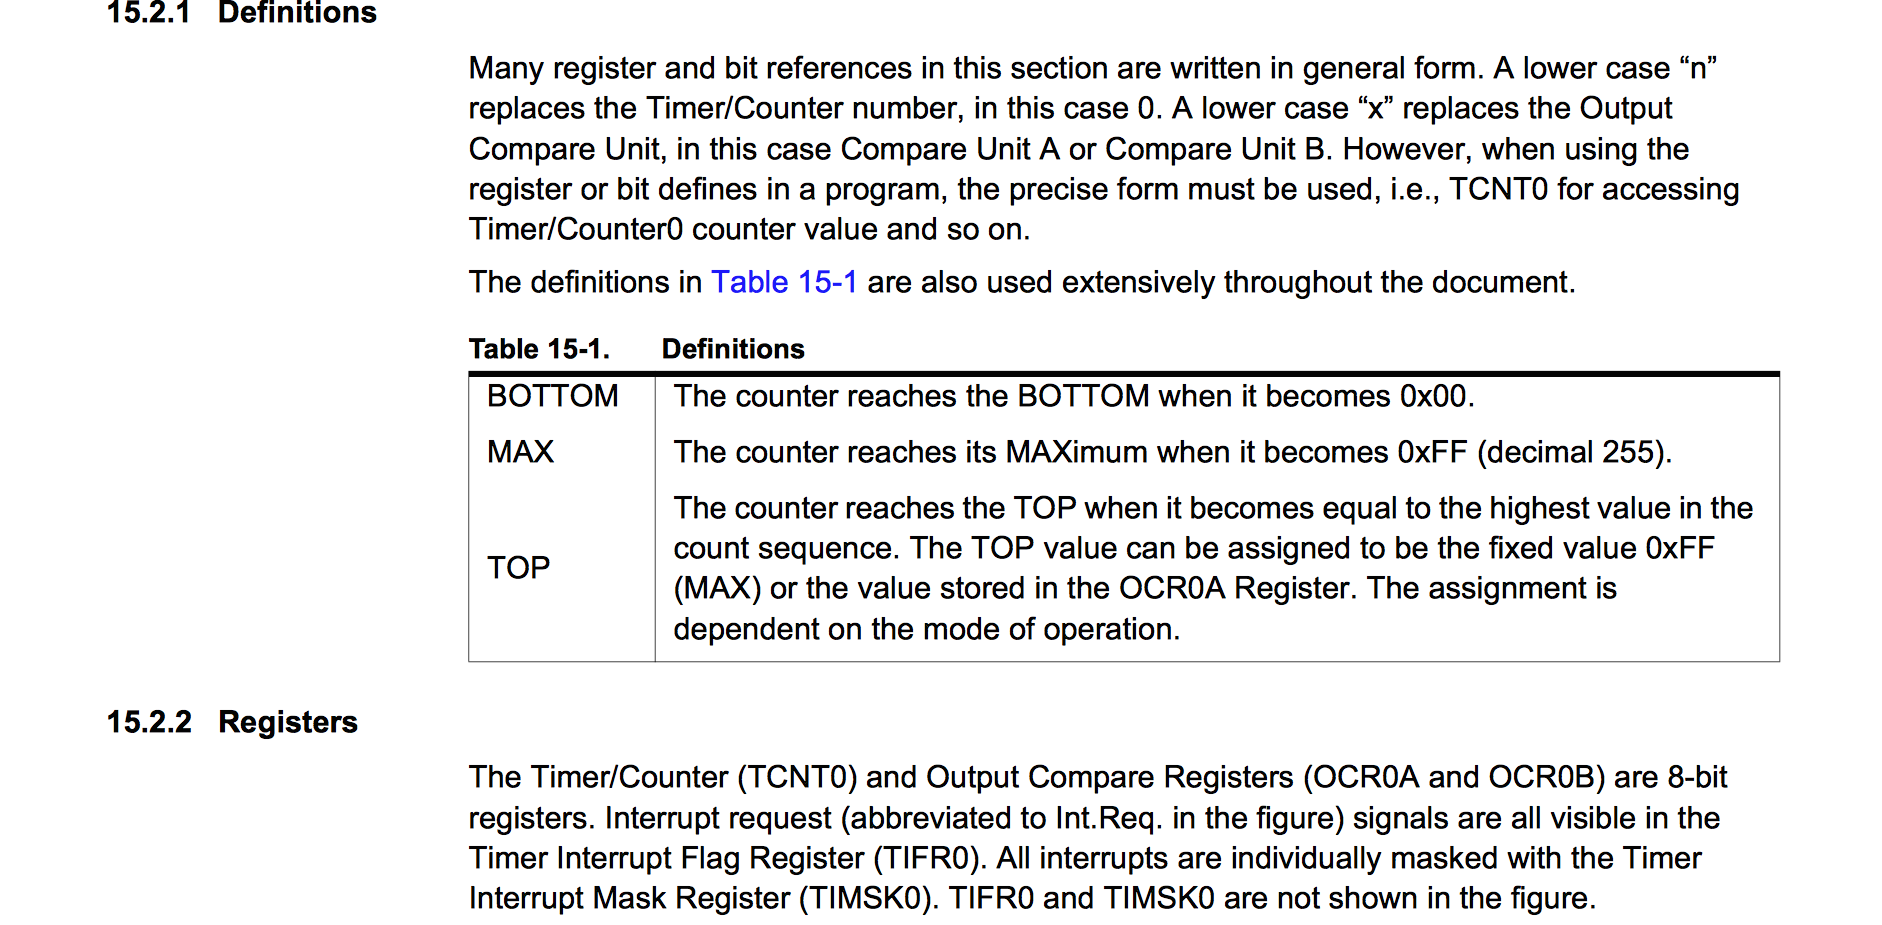 15.2.1 Definitions
Many register and bit references in this section are written in general form. A lower case “n”
replaces the Timer/Counter number, in this case 0. A lower case “x” replaces the Output
Compare Unit, in this case Compare Unit A or Compare Unit B. However, when using the
register or bit defines in a program, the precise form must be used, i.e., TCNT0 for accessing
Timer/Counter0 counter value and so on.
The definitions in Table 15-1 are also used extensively throughout the document.
Table 15-1. Definitions
BOTTOM The counter reaches the BOTTOM when it becomes 0x00.
MAX The counter reaches its MAXimum when it becomes 0xFF (decimal 255).
TOP
The counter reaches the TOP when it becomes equal to the highest value in the
count sequence. The TOP value can be assigned to be the fixed value 0xFF
(MAX) or the value stored in the OCR0A Register. The assignment is
dependent on the mode of operation.
15.2.2 Registers
The Timer/Counter (TCNT0) and Output Compare Registers (OCR0A and OCR0B) are 8-bit
registers. Interrupt request (abbreviated to Int.Req. in the figure) signals are all visible in the
Timer Interrupt Flag Register (TIFR0). All interrupts are individually masked with the Timer
Interrupt Mask Register (TIMSK0). TIFR0 and TIMSK0 are not shown in the figure.